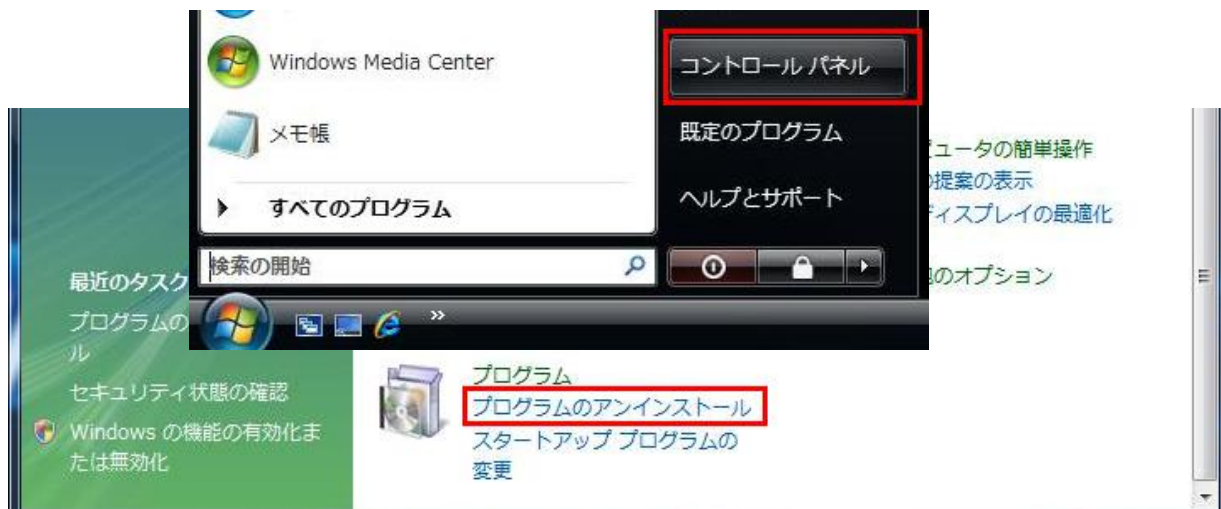 Windows Media Center
メモ帳
すべてのプログラム
検索の開始
コントロール パネル
既定のプログラム
ヘルプとサポート
ピュータの簡単操作
の提案の表示
ディスプレイの最適化
のオプション
最近のタスク
プログラムの
ル
セキュリティ状態の確認
Windows の機能の有効化ま
たは無効化
プログラム
プログラムのアンインストール
スタートアップ プログラムの
変更